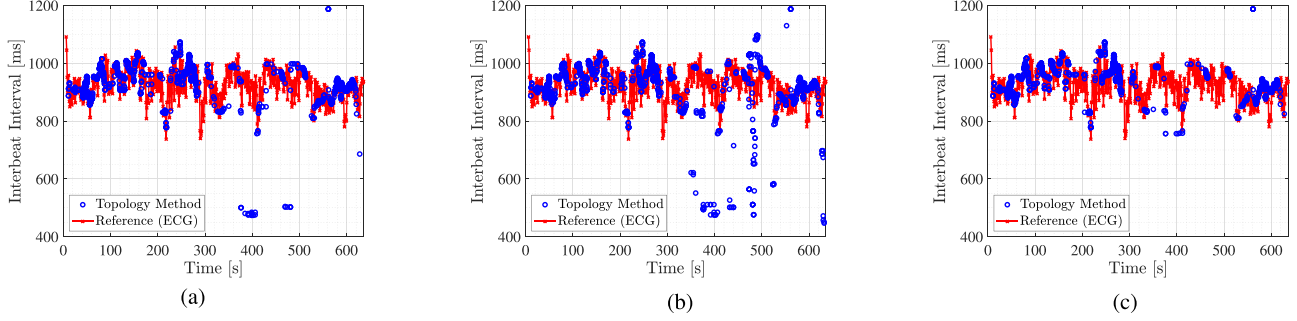 1200
1000
800
600
400
Interbeat Interval [ms]
Topology Method
Reference (ECG)
0 100 200 300 400 500 600
Time [s]
(a)
1200
1000
800
600
400
Interbeat Interval [ms]
Topology Method
Reference (ECG)
0 100 200 300 400 500 600
Time [s]
(b)
1200
1000
800
600
400
Interbeat Interval [ms]
Topology Method
Reference (ECG)
0 100 200 300 400 500 600
Time [s]
(c)